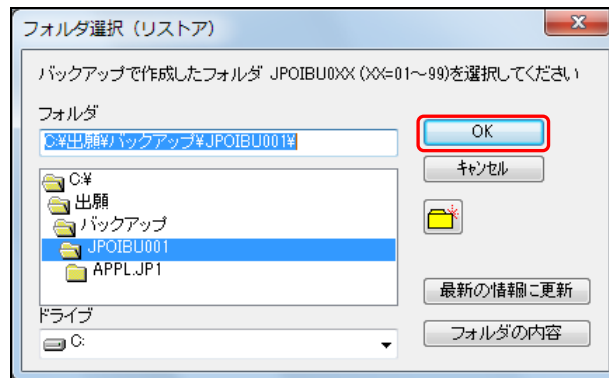 フォルダ選択（リストア）
バックアップで作成したフォルダ JPOIBU0XX (XX=01～99)を選択してください
フォルダ
C:¥出願¥バックアップ¥JPOIBU001¥
OK
キャンセル
C:¥
出願
バックアップ
JPOIBU001
APPL.JP1
最新の情報に更新
ドライブ
C:
フォルダの内容